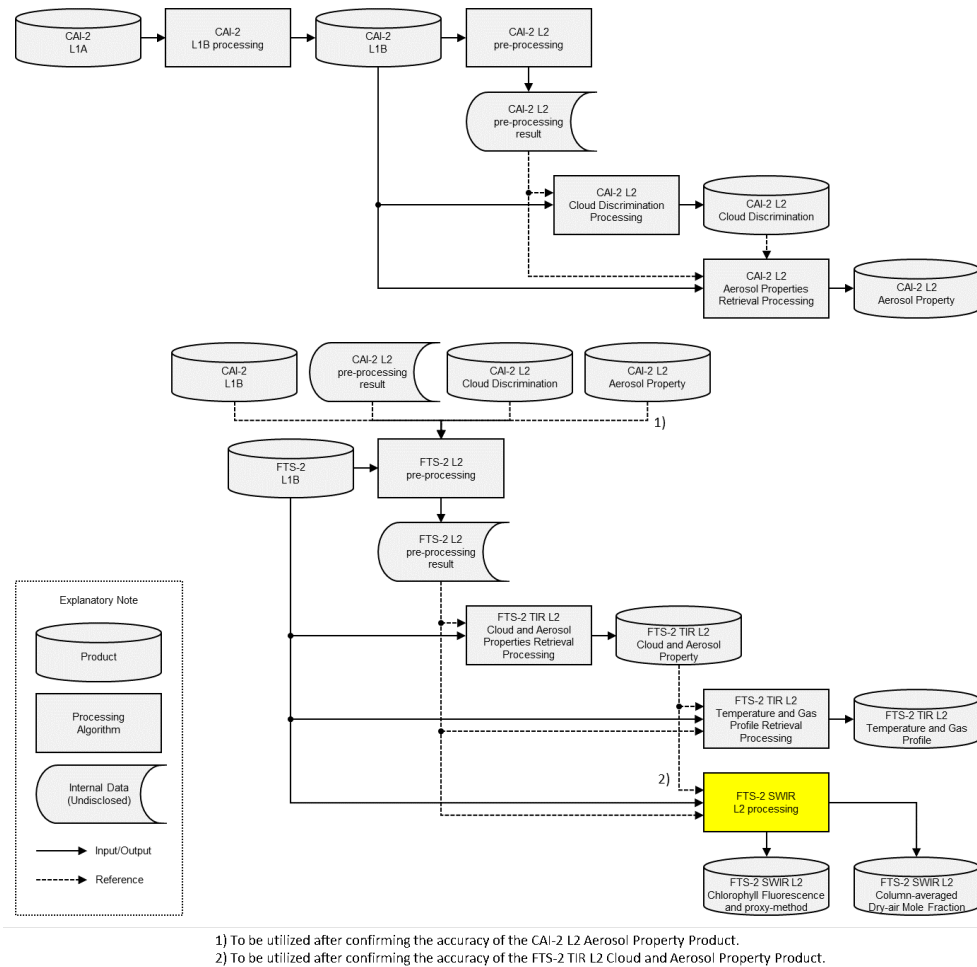 CAI-2
L1A
CAI-2
L1B processing
CAI-2
L1B
CAI-2 L2
pre-processing
CAI-2 L2
pre-processing
result
CAI-2 L2
Cloud Discrimination
Processing
CAI-2 L2
Cloud Discrimination
CAI-2 L2
Aerosol Properties
Retrieval Processing
CAI-2 L2
Aerosol Property
CAI-2
L1B
CAI-2 L2
pre-processing
result
CAI-2 L2
Cloud Discrimination
CAI-2 L2
Aerosol Property
1)
FTS-2
L1B
FTS-2 L2
pre-processing
FTS-2 L2
pre-processing
result
FTS-2 TIR L2
Cloud and Aerosol
Properties Retrieval
Processing
FTS-2 TIR L2
Cloud and Aerosol
Property
FTS-2 TIR L2
Temperature and Gas
Profile Retrieval
Processing
FTS-2 TIR L2
Temperature and Gas
Profile
2)
FTS-2 SWIR
L2 processing
FTS-2 SWIR L2
Chlorophyll Fluorescence
and proxy-method
FTS-2 SWIR L2
Column-averaged
Dry-air Mole Fraction
Explanatory Note
Product
Processing
Algorithm
Internal Data
(Undisclosed)
Input/Output
Reference
1) To be utilized after confirming the accuracy of the CAI-2 L2 Aerosol Property Product.
2) To be utilized after confirming the accuracy of the FTS-2 TIR L2 Cloud and Aerosol Property Product.